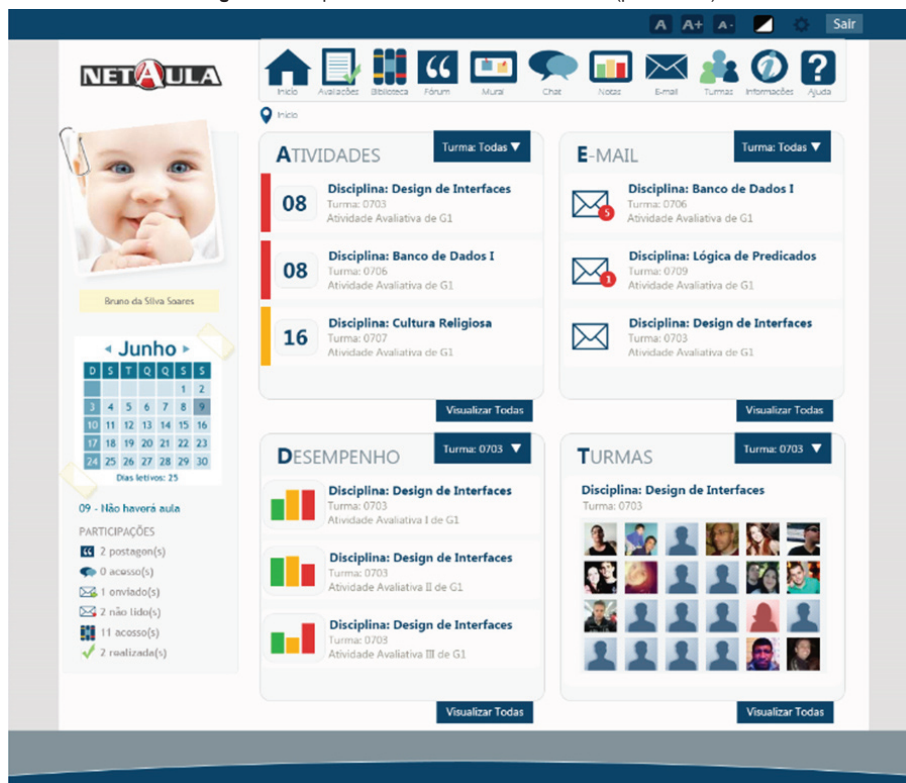 A A+ A- Sair
NETAULA
Início Avaliações Biblioteca Fórum Mural Chat Notas E-mail Turmas Informações Ajuda
Início
Bruno da Silva Soares
Junho
D S T Q Q S S
1 2
3 4 5 6 7 8 9
10 11 12 13 14 15 16
17 18 19 20 21 22 23
24 25 26 27 28 29 30
Dias letivos: 25
09 - Não haverá aula
PARTICIPAÇÕES
2 postagen(s)
0 acesso(s)
1 enviado(s)
2 não lido(s)
11 acesso(s)
2 realizada(s)
ATIVIDADES
Turma: Todas
08
Disciplina: Design de Interfaces
Turma: 0703
Atividade Avaliativa de G1
08
Disciplina: Banco de Dados I
Turma: 0706
Atividade Avaliativa de G1
16
Disciplina: Cultura Religiosa
Turma: 0707
Atividade Avaliativa de G1
Visualizar Todas
E-MAIL
Turma: Todas
5
Disciplina: Banco de Dados I
Turma: 0706
Atividade Avaliativa de G1
1
Disciplina: Lógica de Predicados
Turma: 0709
Atividade Avaliativa de G1
Disciplina: Design de Interfaces
Turma: 0703
Atividade Avaliativa de G1
Visualizar Todas
DESEMPENHO
Turma: 0703
Disciplina: Design de Interfaces
Turma: 0703
Atividade Avaliativa I de G1
Disciplina: Design de Interfaces
Turma: 0703
Atividade Avaliativa II de G1
Disciplina: Design de Interfaces
Turma: 0703
Atividade Avaliativa III de G1
Visualizar Todas
TURMAS
Turma: 0703
Disciplina: Design de Interfaces
Turma: 0703
Visualizar Todas